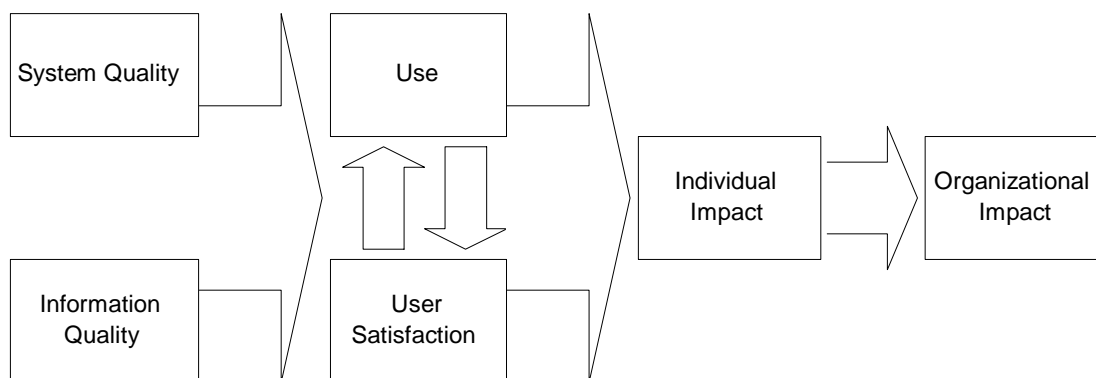 System Quality
Use
Individual
Impact
Organizational
Impact
Information
Quality
User
Satisfaction